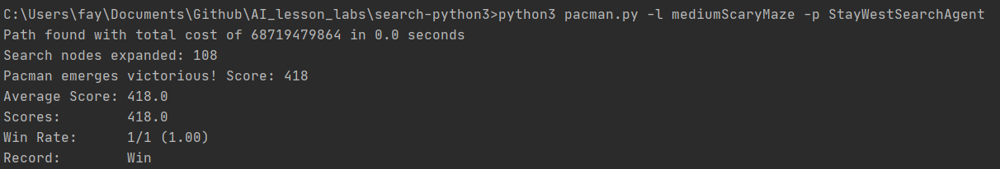 C:\Users\fay\Documents\Github\AI_lesson_labs\search-python3>python3 pacman.py -l mediumScaryMaze -p StayWestSearchAgent
Path found with total cost of 68719479864 in 0.0 seconds
Search nodes expanded: 108
Pacman emerges victorious! Score: 418
Average Score: 418.0
Scores:        418.0
Win Rate:      1/1 (1.00)
Record:        Win